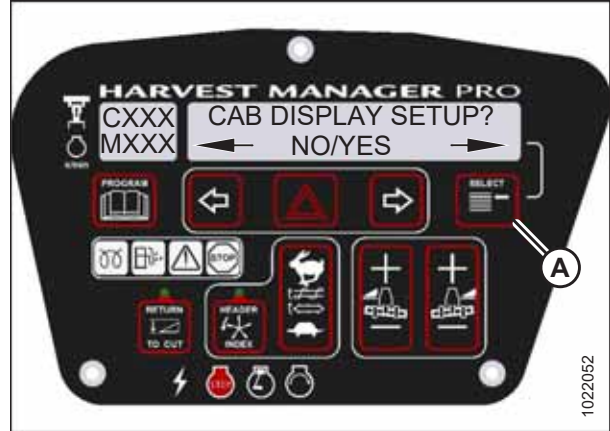 HARVEST MANAGER PRO
CXXX
MXXX
CAB DISPLAY SETUP?
NO/YES
PROGRAM
SELECT
A
STOP
RETURN
TO CUT
HEADER
INDEX
STOP
1022052